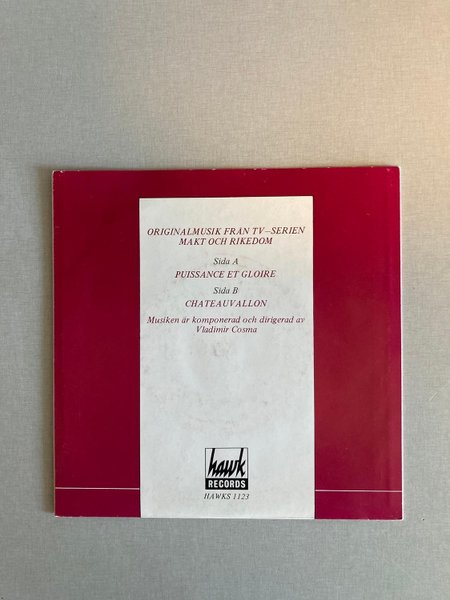 ORIGINALMUSIK FRÅN TV—SERIEN
MAKT OCH RIKEDOM
Sida A
PUISSANCE ET GLOIRE
Sida B
CHATEAUVALLON
Musiken är komponerad och dirigerad av
Vladimir Cosma
hawk
RECORDS
HAWKS 1123